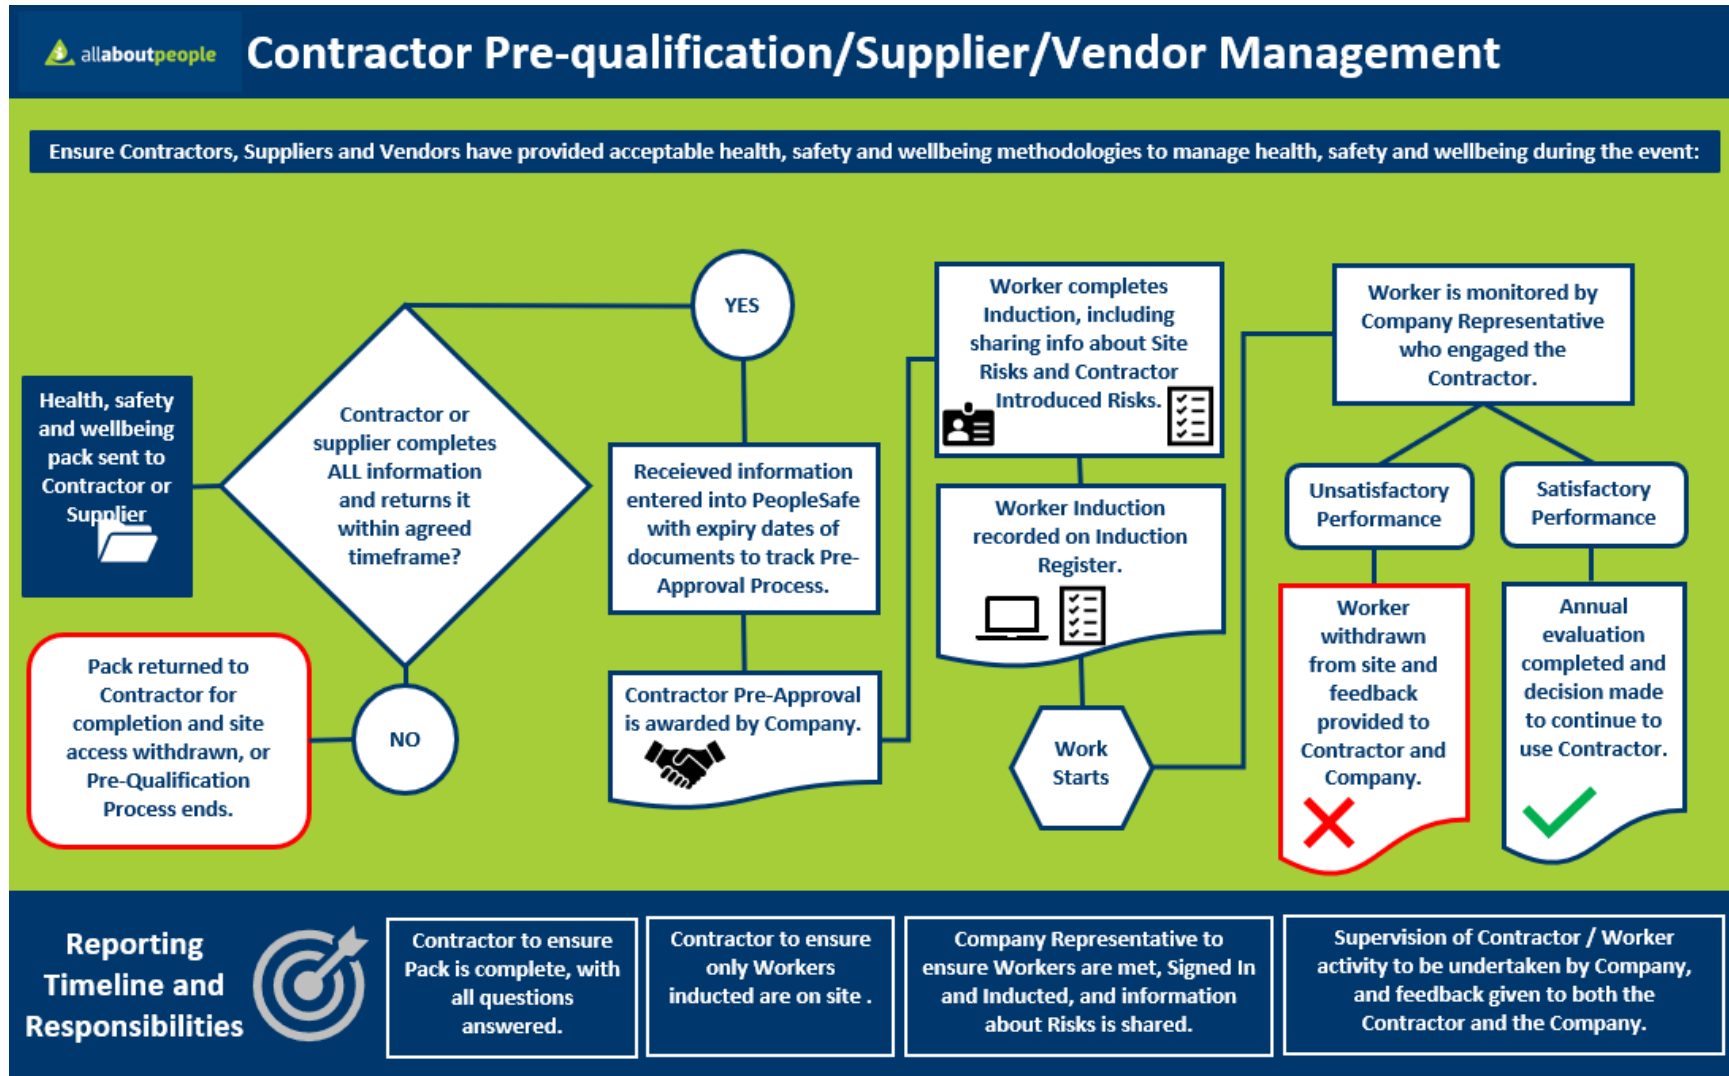 allaboutpeople
Contractor Pre-qualification/Supplier/Vendor Management
Ensure Contractors, Suppliers and Vendors have provided acceptable health, safety and wellbeing methodologies to manage health, safety and wellbeing during the event:
Health, safety
and wellbeing
pack sent to
Contractor or
Supplier
Contractor or
supplier completes
ALL information
and returns it
within agreed
timeframe?
NO
Pack returned to
Contractor for
completion and site
access withdrawn, or
Pre-Qualification
Process ends.
YES
Receieved information
entered into PeopleSafe
with expiry dates of
documents to track Pre-
Approval Process.
Contractor Pre-Approval
is awarded by Company.
Worker completes
Induction, including
sharing info about Site
Risks and Contractor
Introduced Risks.
Worker Induction
recorded on Induction
Register.
Work
Starts
Worker is monitored by
Company Representative
who engaged the
Contractor.
Unsatisfactory
Performance
Worker
withdrawn
from site and
feedback
provided to
Contractor and
Company.
Satisfactory
Performance
Annual
evaluation
completed and
decision made
to continue to
use Contractor.
Reporting
Timeline and
Responsibilities
Contractor to ensure
Pack is complete, with
all questions
answered.
Contractor to ensure
only Workers
inducted are on site .
Company Representative to
ensure Workers are met, Signed In
and Inducted, and information
about Risks is shared.
Supervision of Contractor / Worker
activity to be undertaken by Company,
and feedback given to both the
Contractor and the Company.